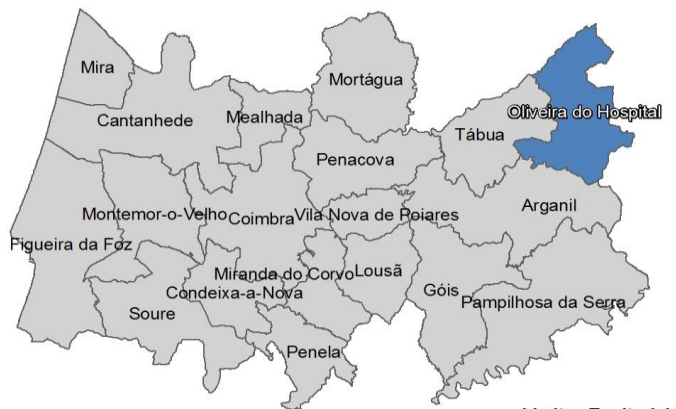 Mira
Mortágua
Cantanhede
Mealhada
Oliveira do Hospital
Tábua
Penacova
Arganil
Montemor-o-Velho
Coimbra
Vila Nova de Poiares
Figueira da Foz
Miranda do Corvo
Lousã
Condeixa-a-Nova
Góis
Pampilhosa da Serra
Soure
Penela